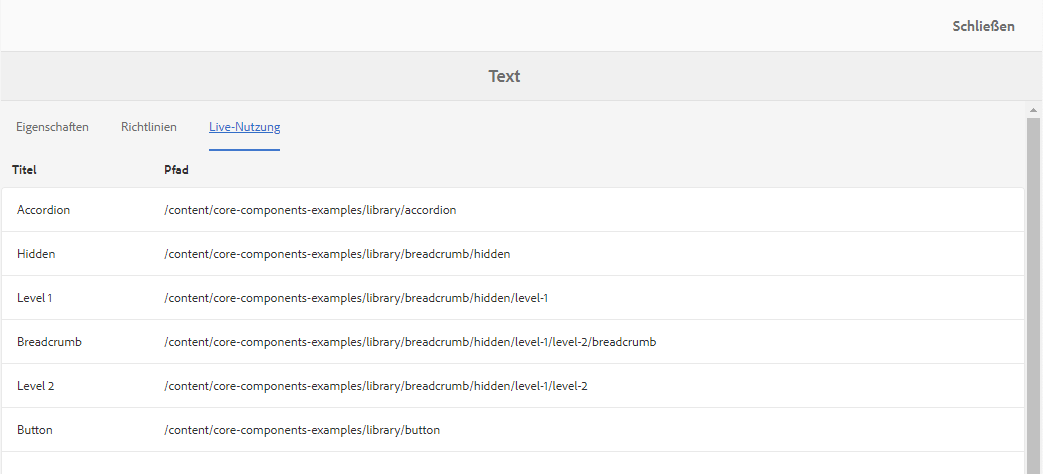 Schließen
Text
Eigenschaften Richtlinien Live-Nutzung
Titel Pfad
Accordion /content/core-components-examples/library/accordion
Hidden /content/core-components-examples/library/breadcrumb/hidden
Level 1 /content/core-components-examples/library/breadcrumb/hidden/level-1
Breadcrumb /content/core-components-examples/library/breadcrumb/hidden/level-1/level-2/breadcrumb
Level 2 /content/core-components-examples/library/breadcrumb/hidden/level-1/level-2
Button /content/core-components-examples/library/button